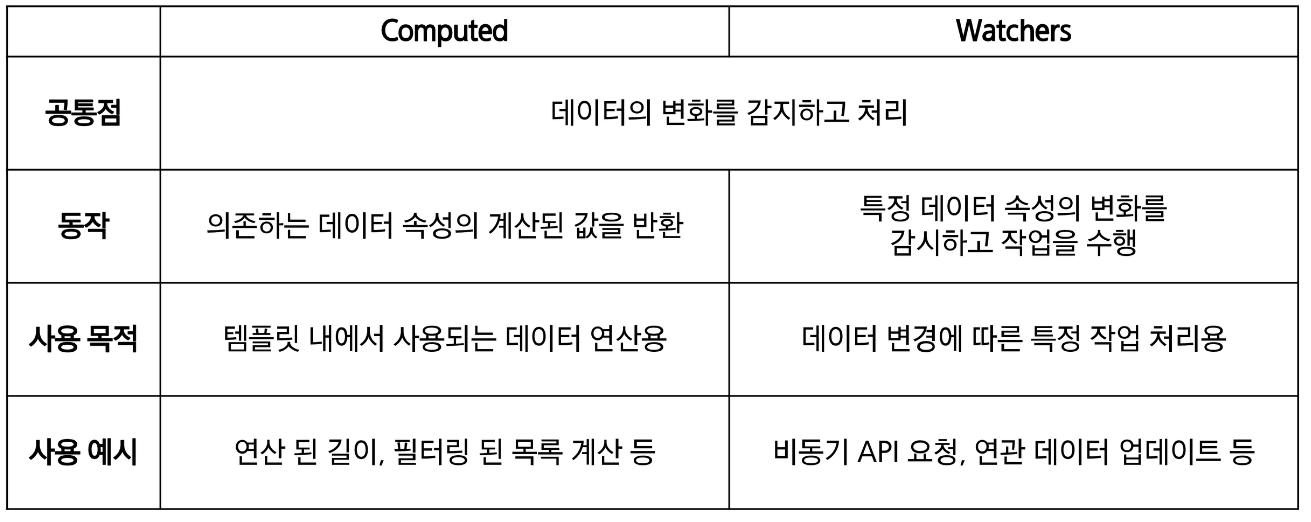 Computed Watchers
공통점 데이터의 변화를 감지하고 처리
동작 의존하는 데이터 속성의 계산된 값을 반환 특정 데이터 속성의 변화를
감시하고 작업을 수행
사용 목적 템플릿 내에서 사용되는 데이터 연산용 데이터 변경에 따른 특정 작업 처리용
사용 예시 연산 된 길이, 필터링 된 목록 계산 등 비동기 API 요청, 연관 데이터 업데이트 등